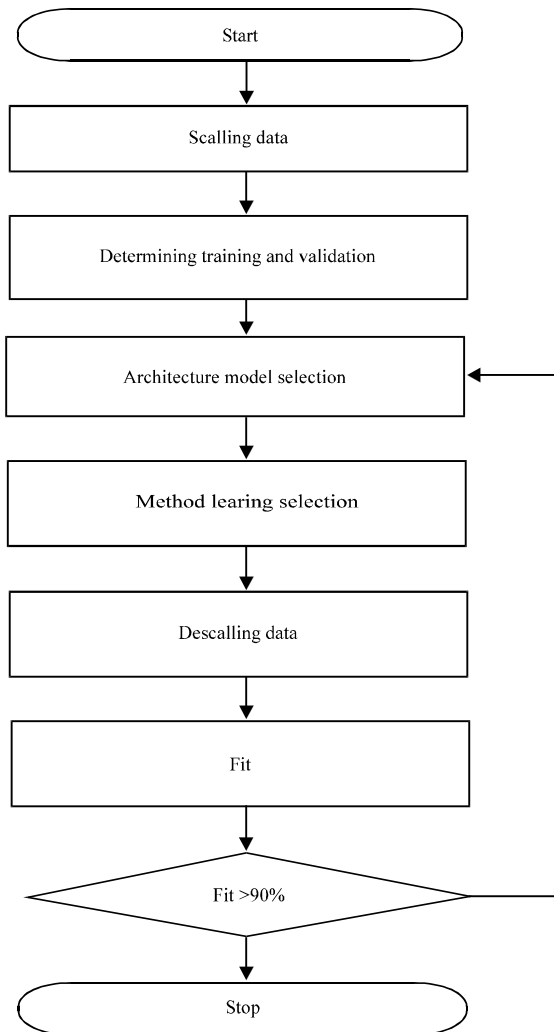 Start
Scalling data
Determining training and validation
Architecture model selection
Method learing selection
Descalling data
Fit
Fit >90%
Stop